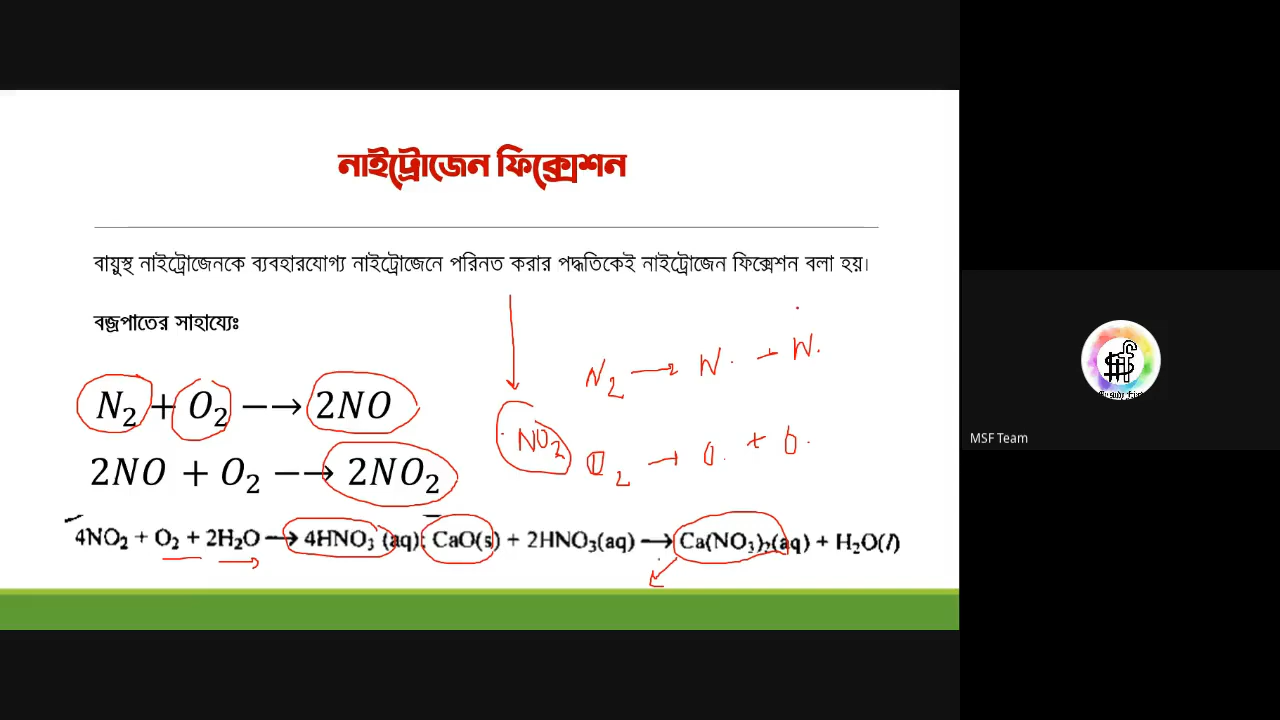 নাইট্রোজেন ফিক্সেশন
বায়ুস্থ নাইট্রোজেনকে ব্যবহারযোগ্য নাইট্রোজেনে পরিনত করার পদ্ধতিকেই নাইট্রোজেন ফিক্সেশন বলা হয়।
বজ্রপাতের সাহায্যেঃ
N₂ → N· + N·
N₂ + O₂ −→ 2NO
NO₂
O₂ → O· + O·
2NO + O₂ −→ 2NO₂
4NO₂ + O₂ + 2H₂O → 4HNO₃ (aq); CaO(s) + 2HNO₃(aq) → Ca(NO₃)₂(aq) + H₂O(l)
MSF Team